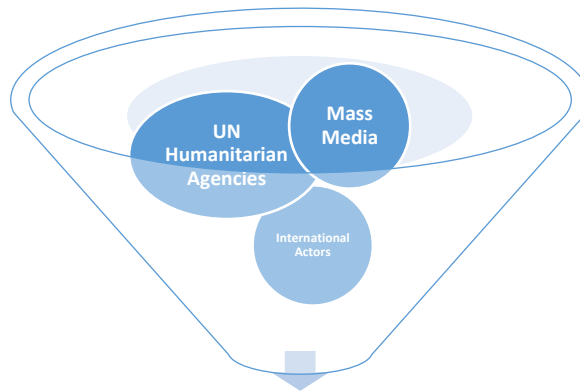 UN
Humanitarian
Agencies
Mass
Media
International
Actors